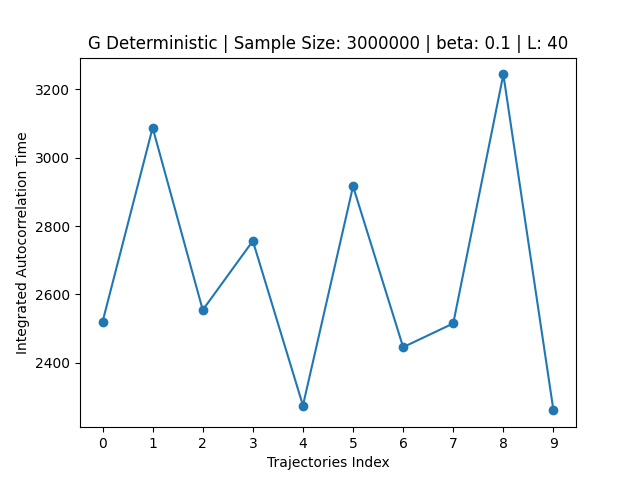 G Deterministic | Sample Size: 3000000 | beta: 0.1 | L: 40
3200
3000
2800
2600
2400
Integrated Autocorrelation Time
0 1 2 3 4 5 6 7 8 9
Trajectories Index